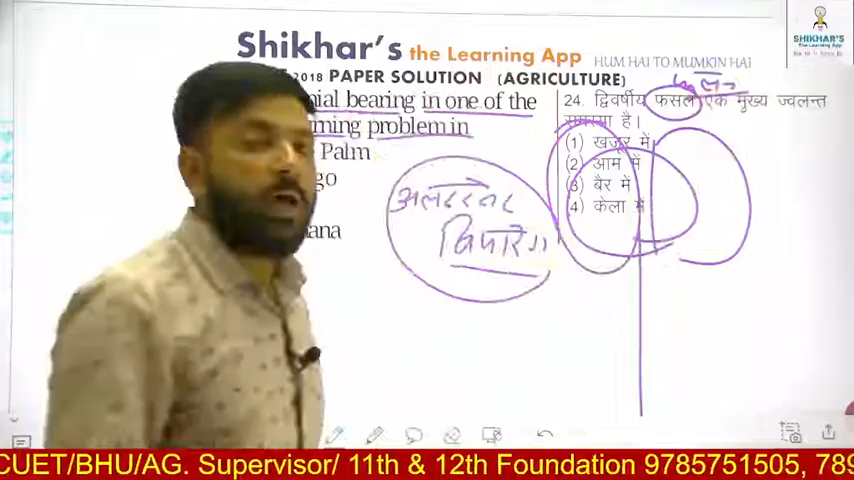 Shikhar's the Learning App
HUM HAI TO MUMKIN HAI
SHIKHAR'S
2018 PAPER SOLUTION (AGRICULTURE)
nial bearing in one of the
rning problem in
Palm
go
ana
24. द्विवर्षीय फसल एक मुख्य ज्वलन्त
समस्या है।
(1) खजूर में
(2) आम में
(3) बैर में
(4) केला में
अलटरनेट
बियारिंग
CUET/BHU/AG. Supervisor/ 11th & 12th Foundation 9785751505, 789